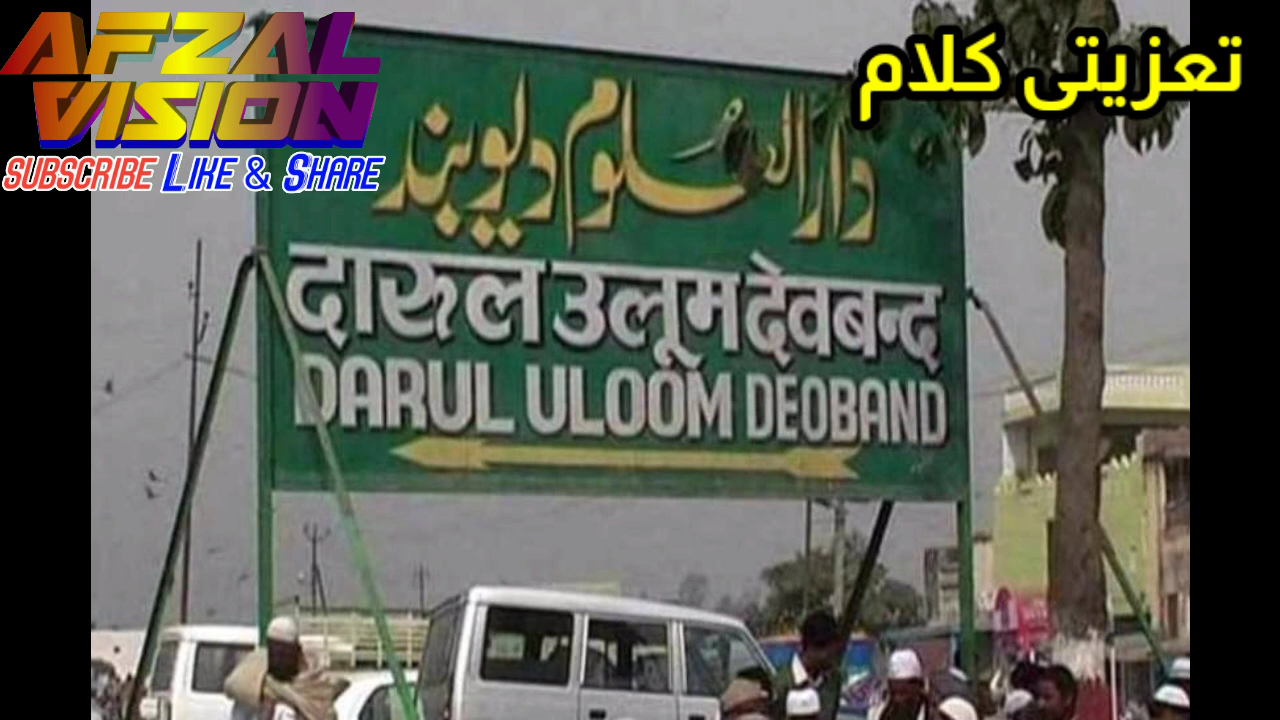 AFZAL
VISION
SUBSCRIBE LIKE & SHARE
تعزیتی کلام
دارالعلوم دیوبند
दारुल उलूम देवबन्द
DARUL ULOOM DEOBAND